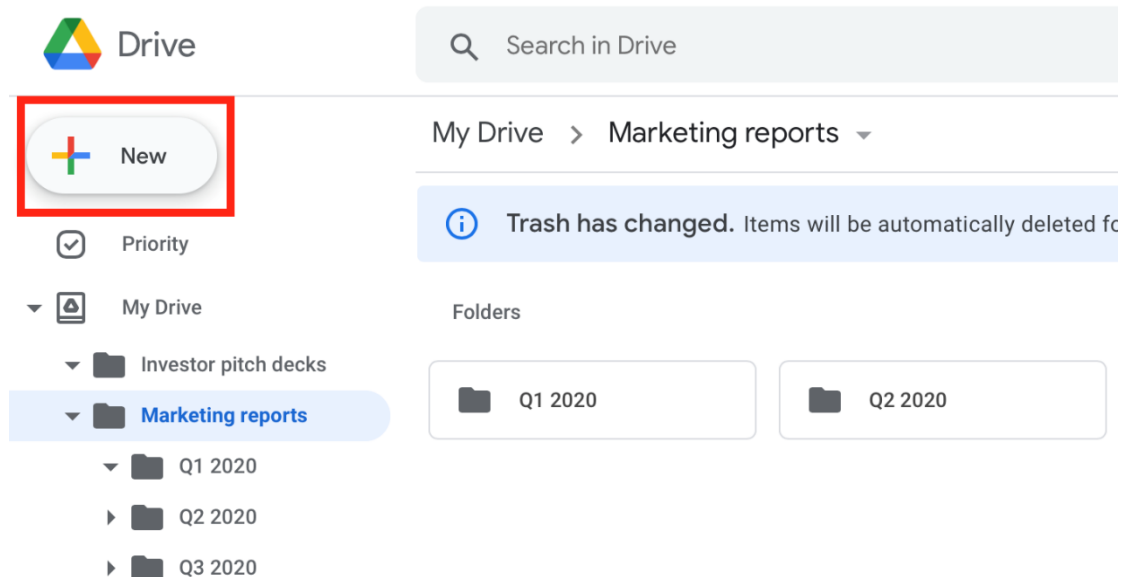 Drive
Search in Drive
New
My Drive > Marketing reports
Trash has changed. Items will be automatically deleted
Priority
My Drive
Folders
Investor pitch decks
Q1 2020
Q2 2020
Marketing reports
Q1 2020
Q2 2020
Q3 2020